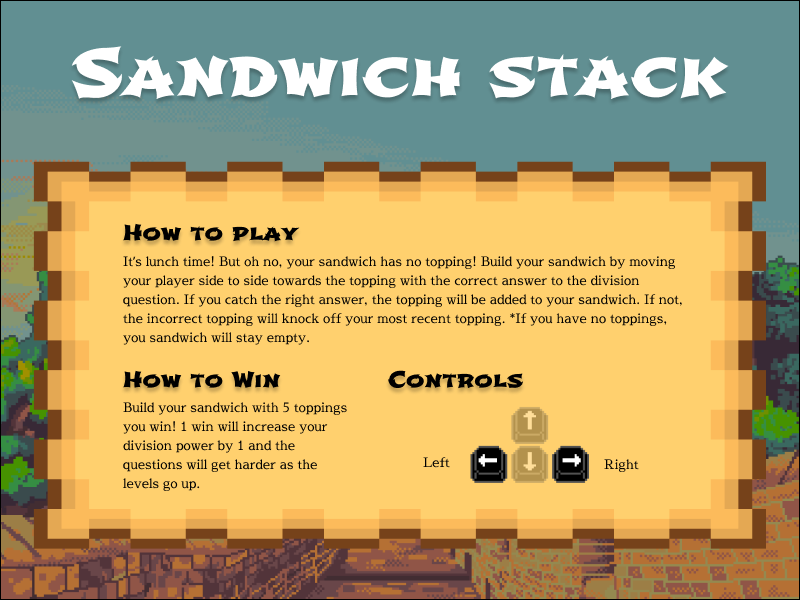 Sandwich stack
How to play
It's lunch time! But oh no, your sandwich has no topping! Build your sandwich by moving
your player side to side towards the topping with the correct answer to the division
question. If you catch the right answer, the topping will be added to your sandwich. If not,
the incorrect topping will knock off your most recent topping. *If you have no toppings,
you sandwich will stay empty.
How to Win
Build your sandwich with 5 toppings
you win! 1 win will increase your
division power by 1 and the
questions will get harder as the
levels go up.
Controls
Left
Right